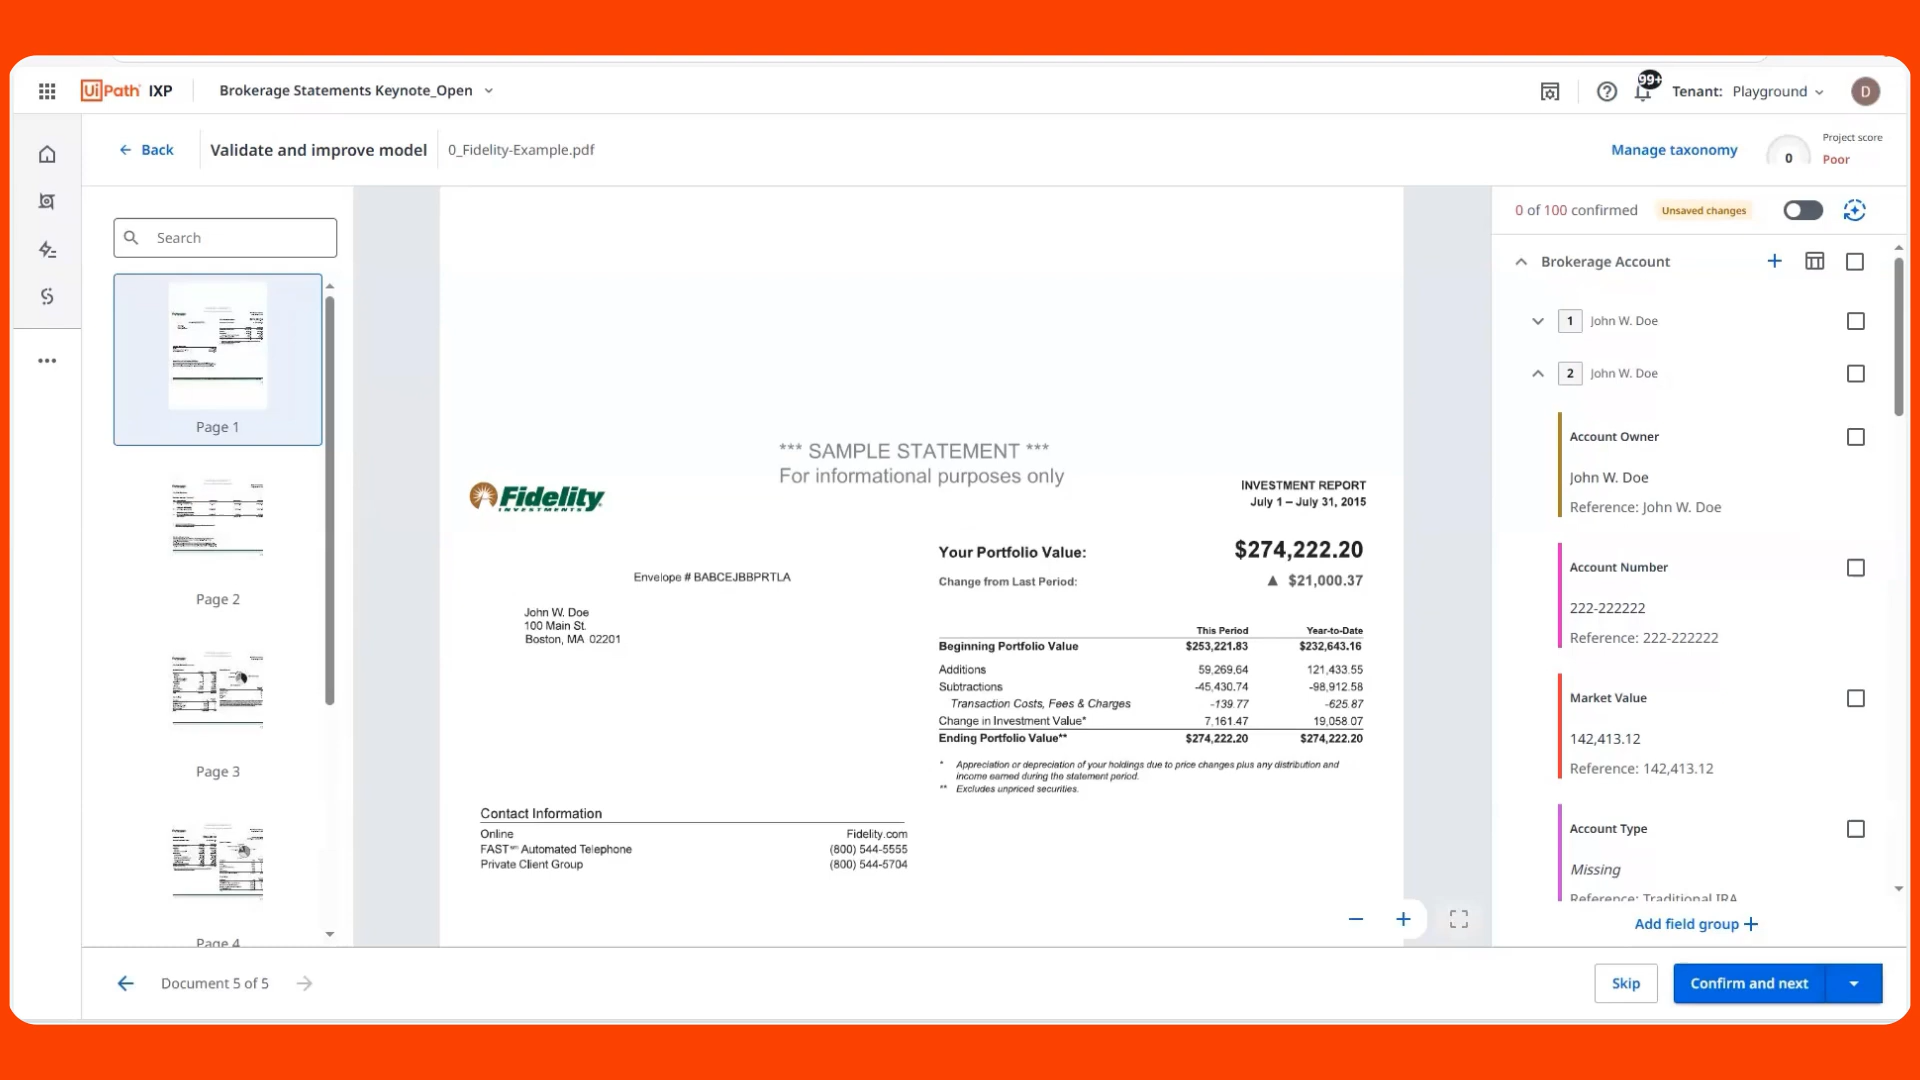 UiPath IXP
Brokerage Statements Keynote_Open
99+
Tenant: Playground
D
Back
Validate and improve model
0_Fidelity-Example.pdf
Manage taxonomy
0
Project score
Poor
Search
Page 1
Page 2
Page 3
Page 4
*** SAMPLE STATEMENT ***
For informational purposes only
Fidelity
INVESTMENTS
INVESTMENT REPORT
July 1 – July 31, 2015
Your Portfolio Value: $274,222.20
Change from Last Period: ▲ $21,000.37
Envelope # BABCEJBBPRTLA
John W. Doe
100 Main St.
Boston, MA 02201
This Period Year-to-Date
Beginning Portfolio Value $253,221.83 $232,643.16
Additions 59,269.64 121,433.55
Subtractions -45,430.74 -98,912.58
Transaction Costs, Fees & Charges -139.77 -625.87
Change in Investment Value* 7,161.47 19,058 07
Ending Portfolio Value** $274,222.20 $274,222.20
* Appreciation or depreciation of your holdings due to price changes plus any distribution and
income earned during the statement period.
** Excludes unpriced securities.
Contact Information
Online Fidelity.com
FAST℠ Automated Telephone (800) 544-5555
Private Client Group (800) 544-5704
0 of 100 confirmed
Unsaved changes
Brokerage Account
1 John W. Doe
2 John W. Doe
Account Owner
John W. Doe
Reference: John W. Doe
Account Number
222-222222
Reference: 222-222222
Market Value
142,413.12
Reference: 142,413.12
Account Type
Missing
Reference: Traditional IRA
Add field group
Document 5 of 5
Skip
Confirm and next